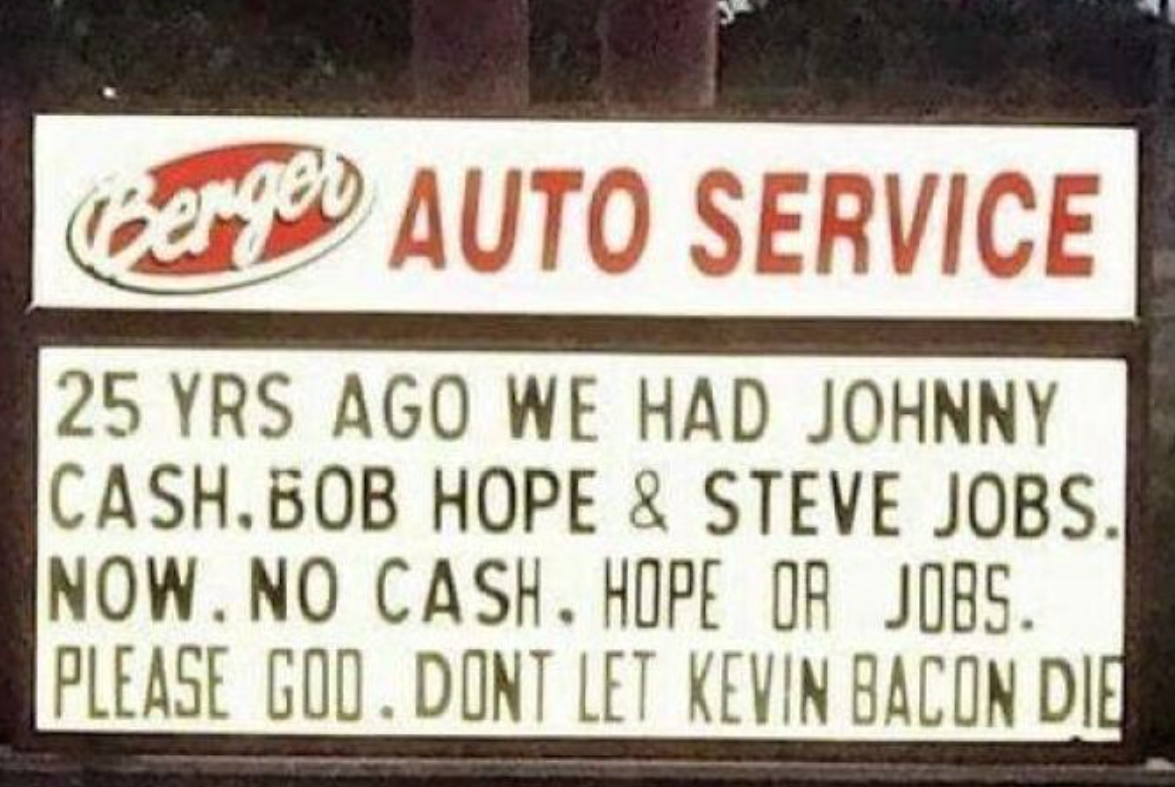 Berger AUTO SERVICE
25 YRS AGO WE HAD JOHNNY
CASH.BOB HOPE & STEVE JOBS.
NOW. NO CASH. HOPE OR JOBS.
PLEASE GOD. DONT LET KEVIN BACON DIE